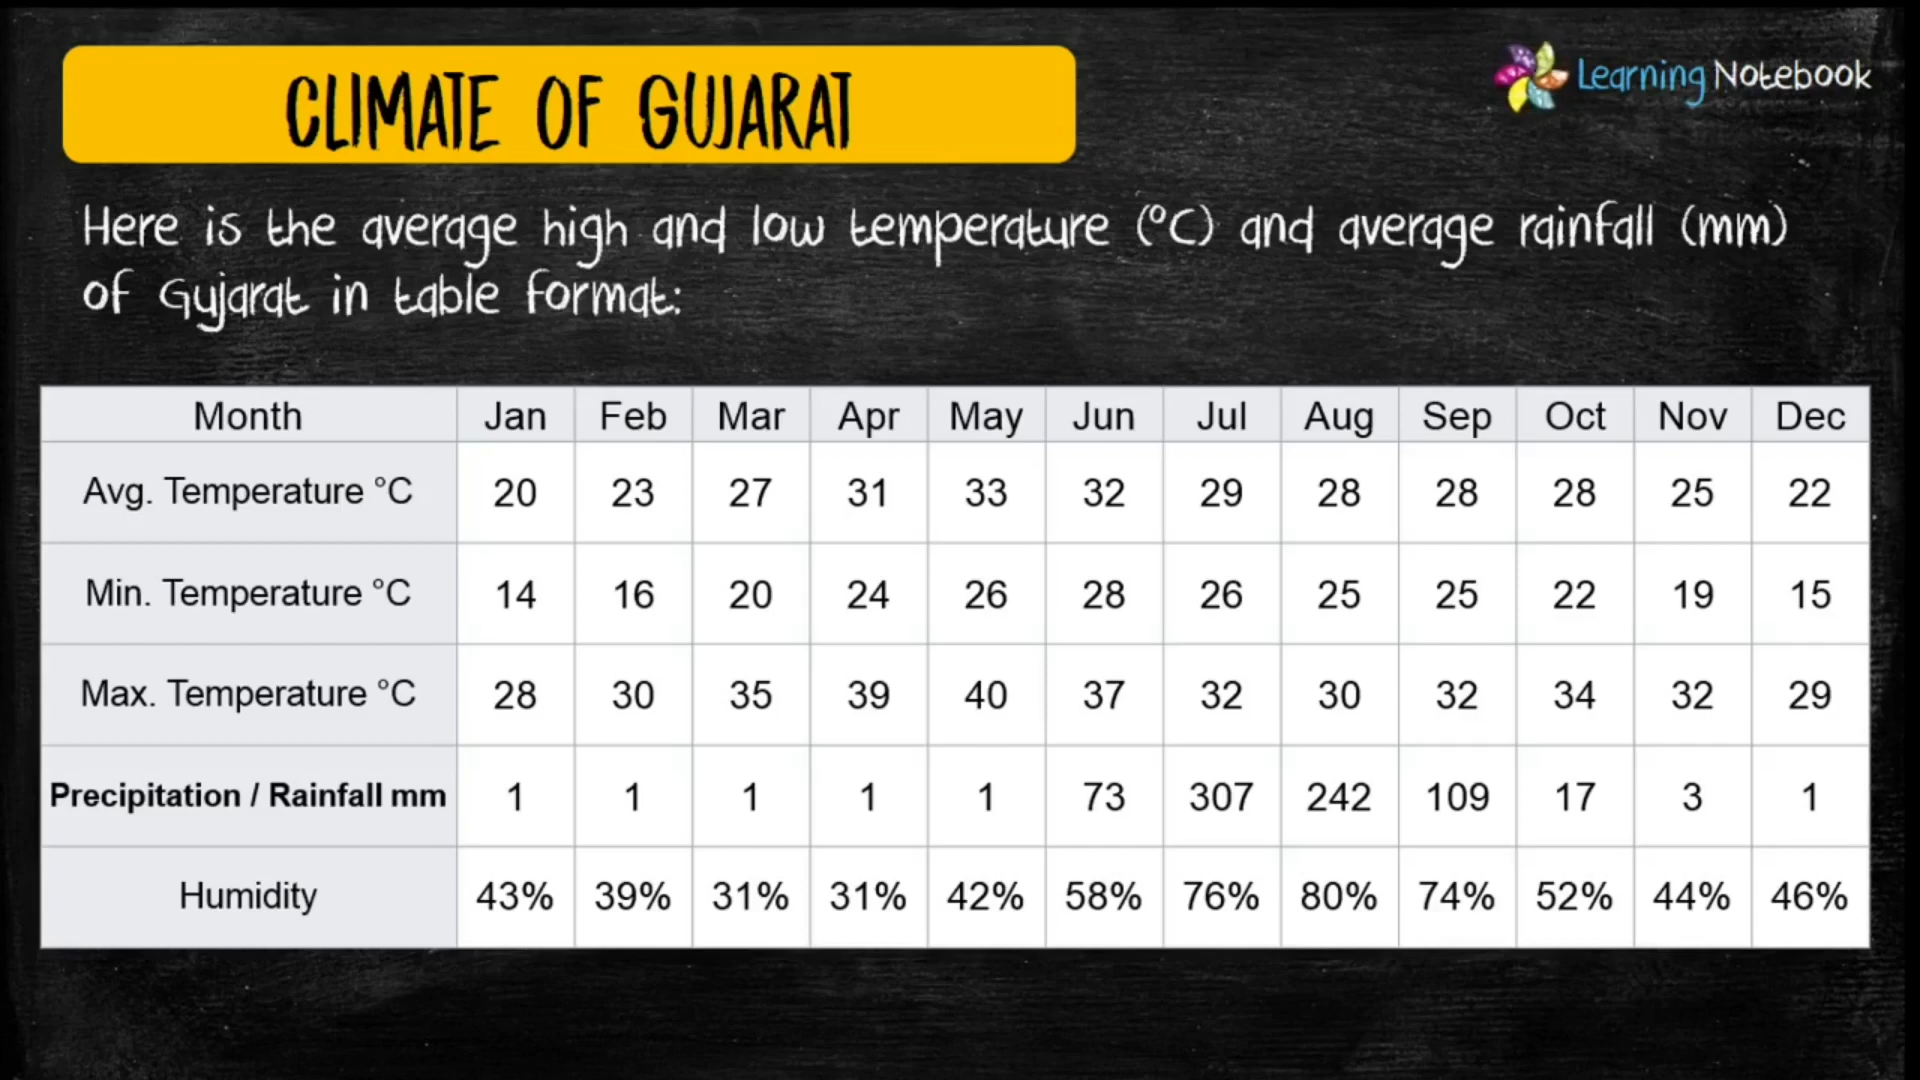 CLIMATE OF GUJARAT
Learning Notebook
Here is the average high and low temperature (°C) and average rainfall (mm)
of Gujarat in table format:
Month Jan Feb Mar Apr May Jun Jul Aug Sep Oct Nov Dec
Avg. Temperature °C 20 23 27 31 33 32 29 28 28 28 25 22
Min. Temperature °C 14 16 20 24 26 28 26 25 25 22 19 15
Max. Temperature °C 28 30 35 39 40 37 32 30 32 34 32 29
Precipitation / Rainfall mm 1 1 1 1 1 73 307 242 109 17 3 1
Humidity 43% 39% 31% 31% 42% 58% 76% 80% 74% 52% 44% 46%